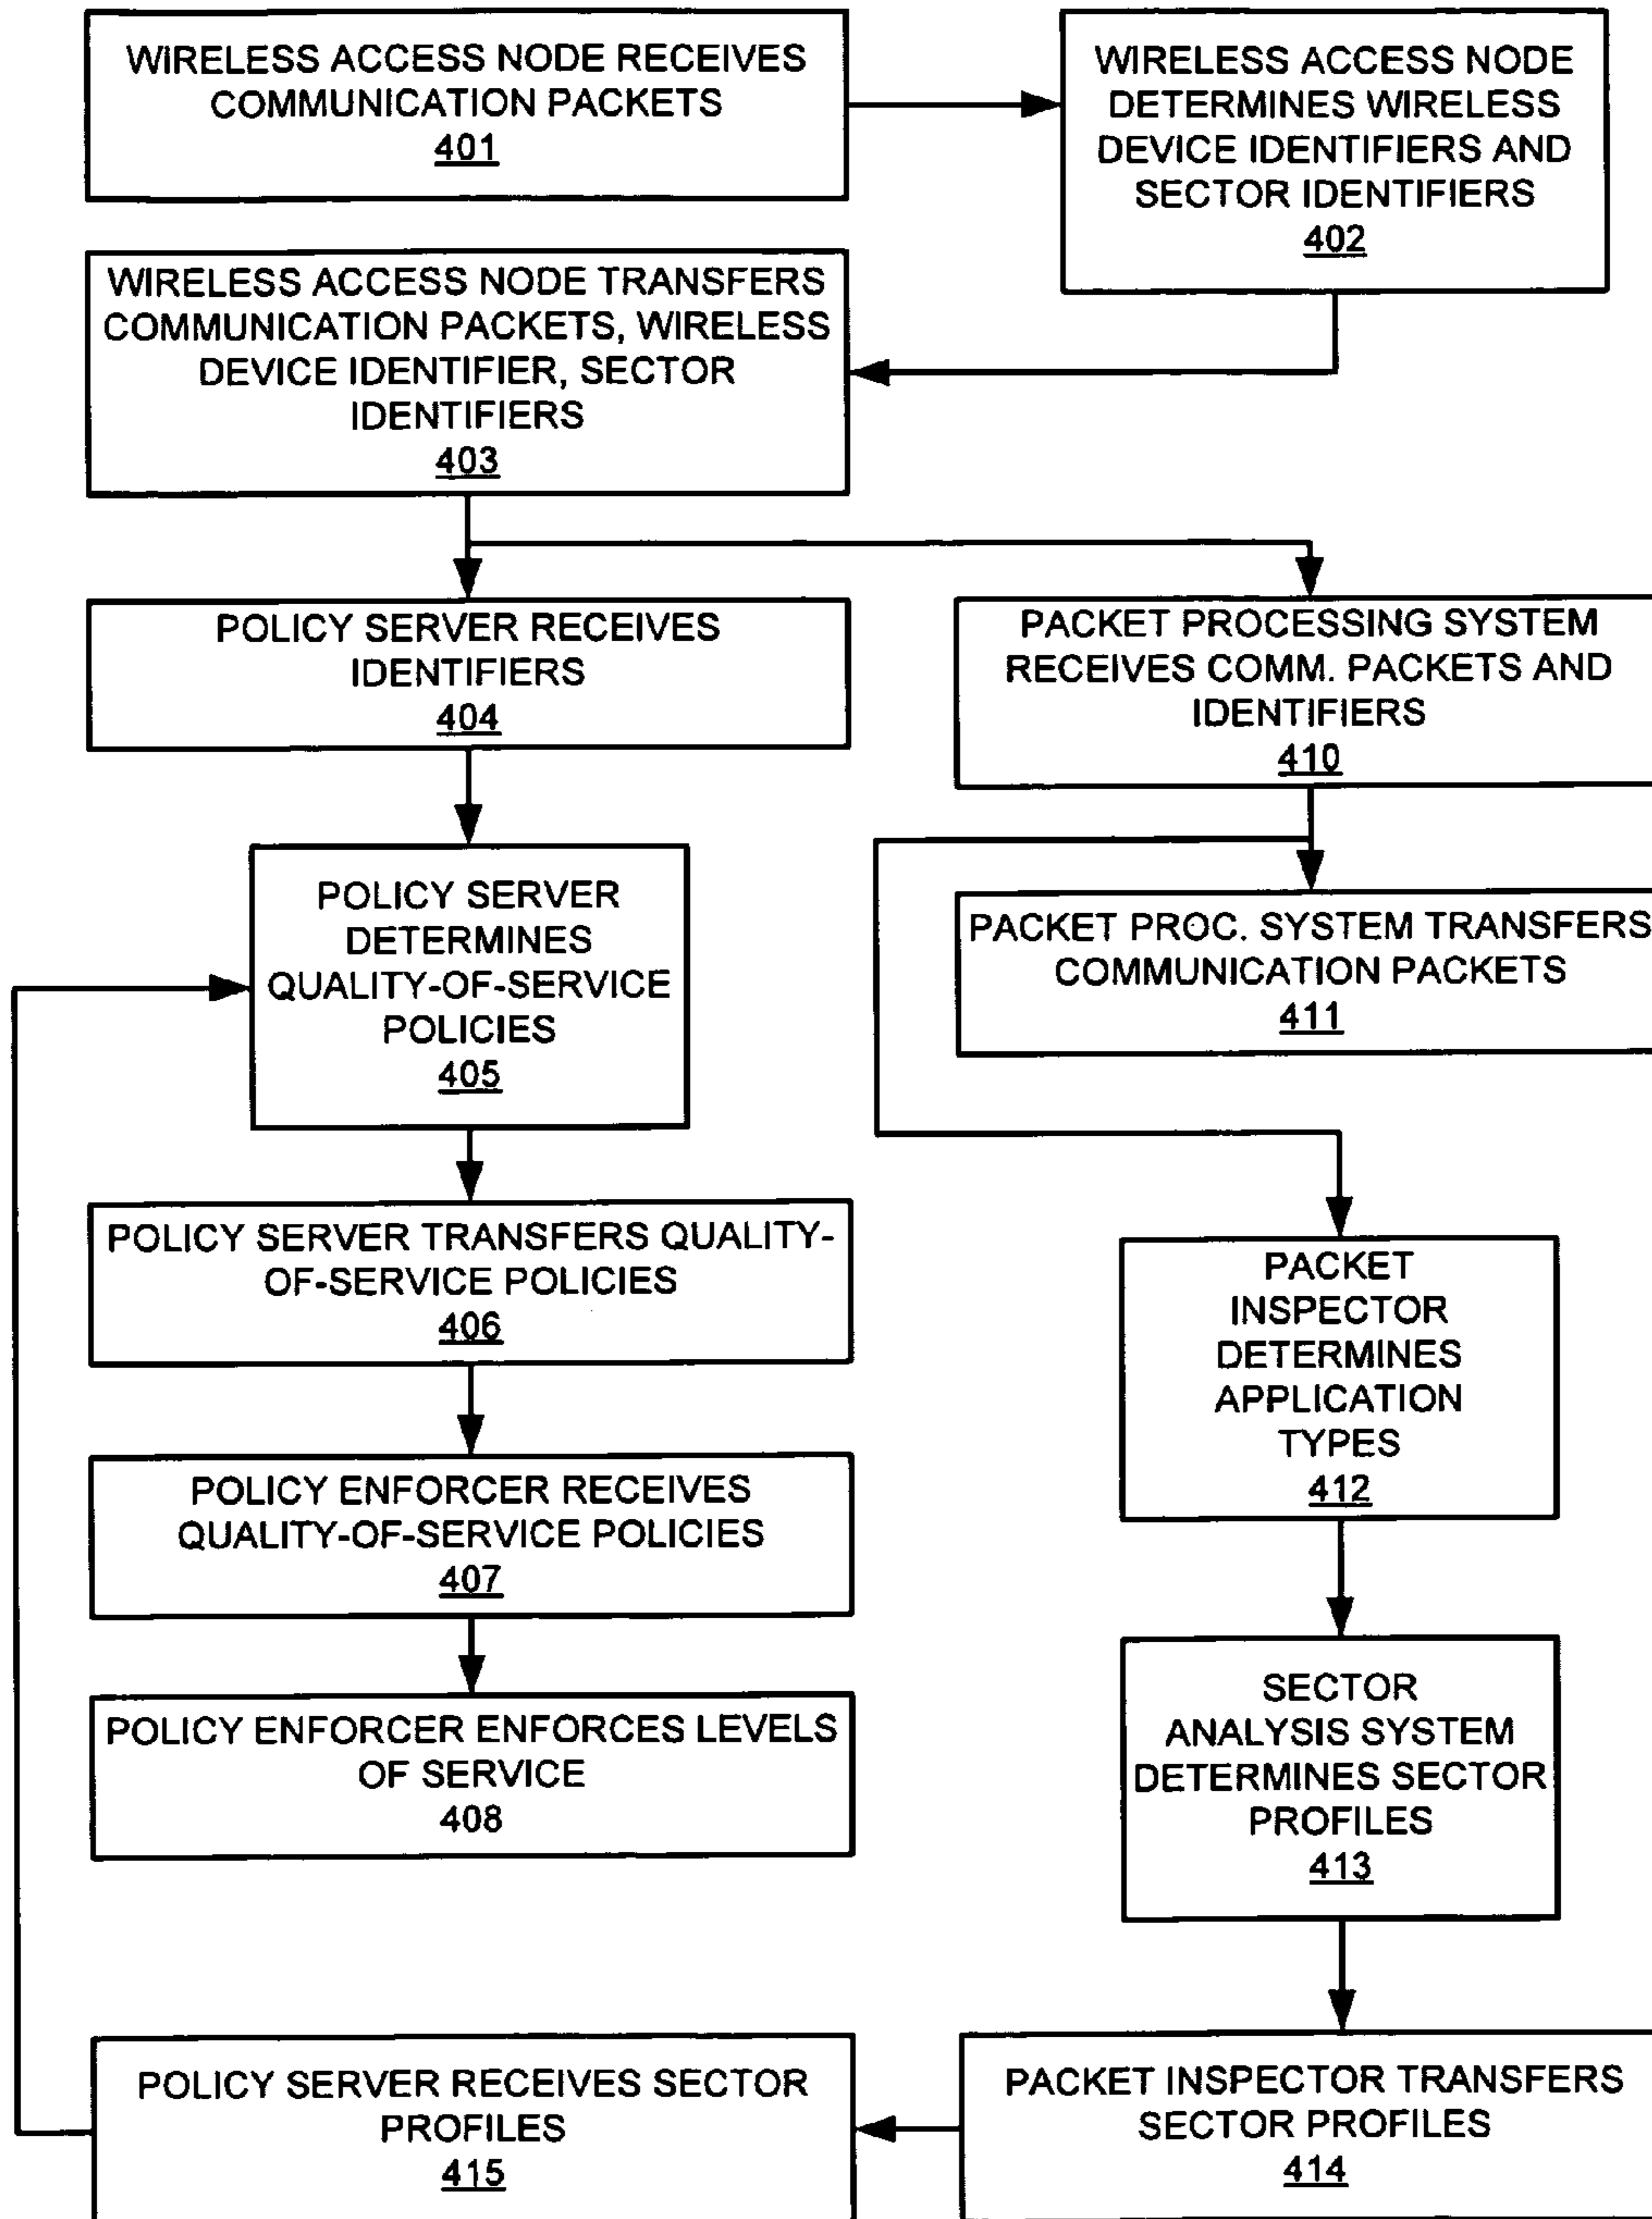 WIRELESS ACCESS NODE RECEIVES
COMMUNICATION PACKETS
401
WIRELESS ACCESS NODE
DETERMINES WIRELESS
DEVICE IDENTIFIERS AND
SECTOR IDENTIFIERS
402
WIRELESS ACCESS NODE TRANSFERS
COMMUNICATION PACKETS, WIRELESS
DEVICE IDENTIFIER, SECTOR
IDENTIFIERS
403
POLICY SERVER RECEIVES
IDENTIFIERS
404
PACKET PROCESSING SYSTEM
RECEIVES COMM. PACKETS AND
IDENTIFIERS
410
POLICY SERVER
DETERMINES
QUALITY-OF-SERVICE
POLICIES
405
PACKET PROC. SYSTEM TRANSFERS
COMMUNICATION PACKETS
411
POLICY SERVER TRANSFERS QUALITY-
OF-SERVICE POLICIES
406
PACKET
INSPECTOR
DETERMINES
APPLICATION
TYPES
412
POLICY ENFORCER RECEIVES
QUALITY-OF-SERVICE POLICIES
407
POLICY ENFORCER ENFORCES LEVELS
OF SERVICE
408
SECTOR
ANALYSIS SYSTEM
DETERMINES SECTOR
PROFILES
413
PACKET INSPECTOR TRANSFERS
SECTOR PROFILES
414
POLICY SERVER RECEIVES SECTOR
PROFILES
415